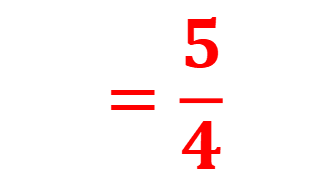 = 5/4